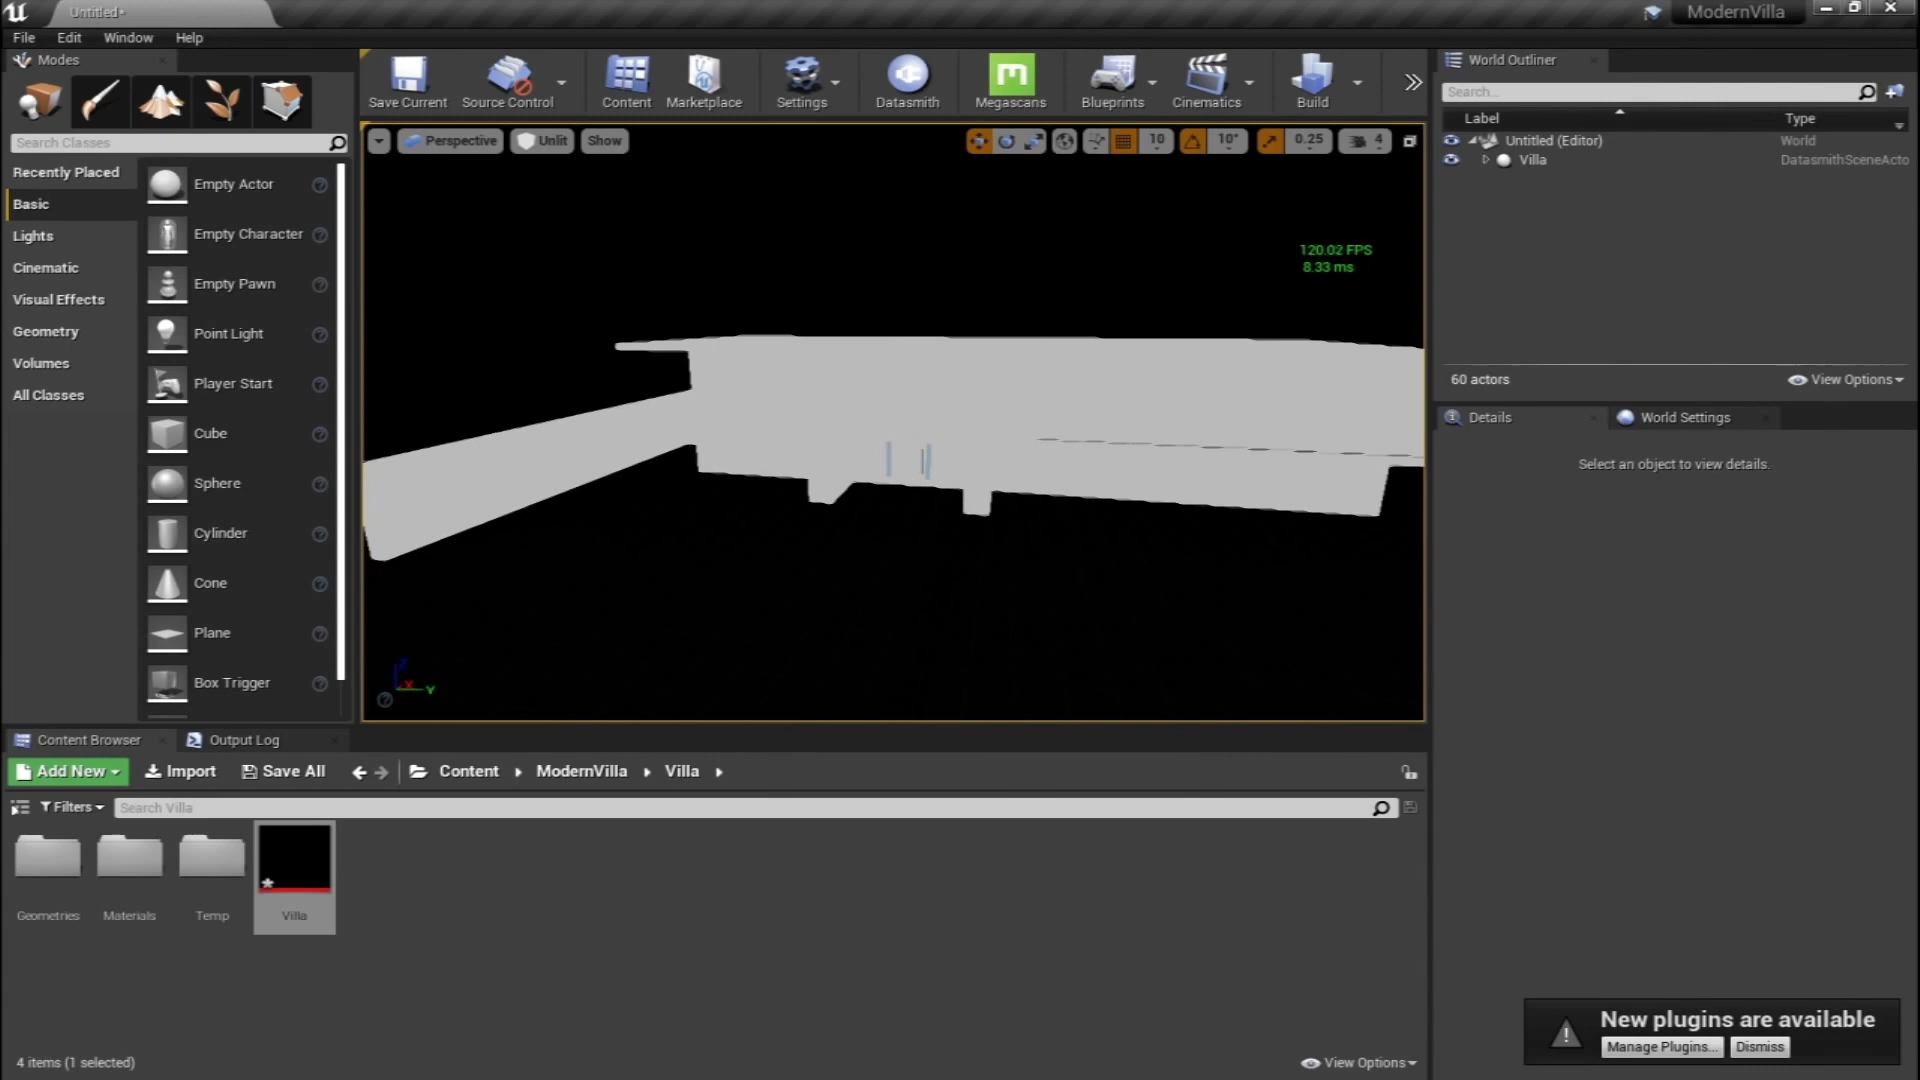 Untitled*
ModernVilla
File
Edit
Window
Help
Modes
Search Classes
Recently Placed
Basic
Lights
Cinematic
Visual Effects
Geometry
Volumes
All Classes
Empty Actor
Empty Character
Empty Pawn
Point Light
Player Start
Cube
Sphere
Cylinder
Cone
Plane
Box Trigger
Save Current
Source Control
Content
Marketplace
Settings
Datasmith
Megascans
Blueprints
Cinematics
Build
Perspective
Unlit
Show
10
10°
0.25
4
120.02 FPS
8.33 ms
Z
X
Y
World Outliner
Search...
Label
Type
Untitled (Editor)
World
Villa
DatasmithSceneActo
60 actors
View Options
Details
World Settings
Select an object to view details.
Content Browser
Output Log
Add New
Import
Save All
Content
ModernVilla
Villa
Filters
Search Villa
Geometries
Materials
Temp
Villa
4 items (1 selected)
View Options
New plugins are available
Manage Plugins...
Dismiss